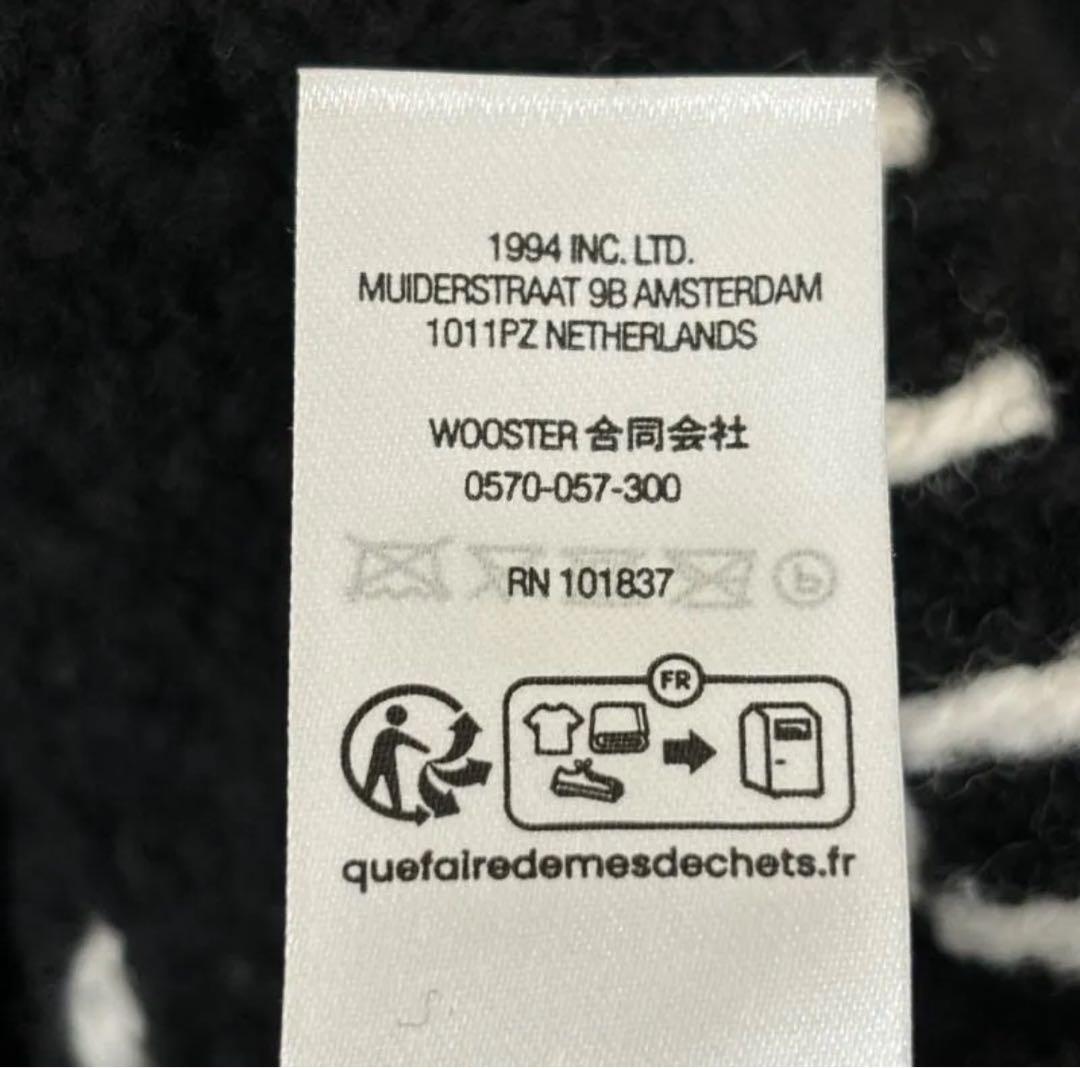 1994 INC. LTD.
MUIDERSTRAAT 9B AMSTERDAM
1011PZ NETHERLANDS
WOOSTER 合同会社
0570-057-300
RN 101837
FR
quefairedemesdechets.fr